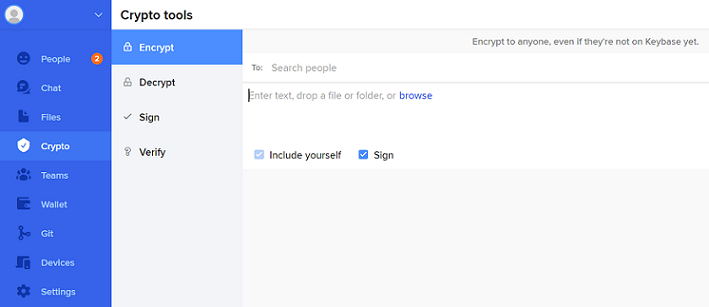 Crypto tools
People 2
Chat
Files
Crypto
Teams
Wallet
Git
Devices
Settings
Encrypt
Decrypt
Sign
Verify
Encrypt to anyone, even if they're not on Keybase yet.
To: Search people
Enter text, drop a file or folder, or browse
Include yourself Sign